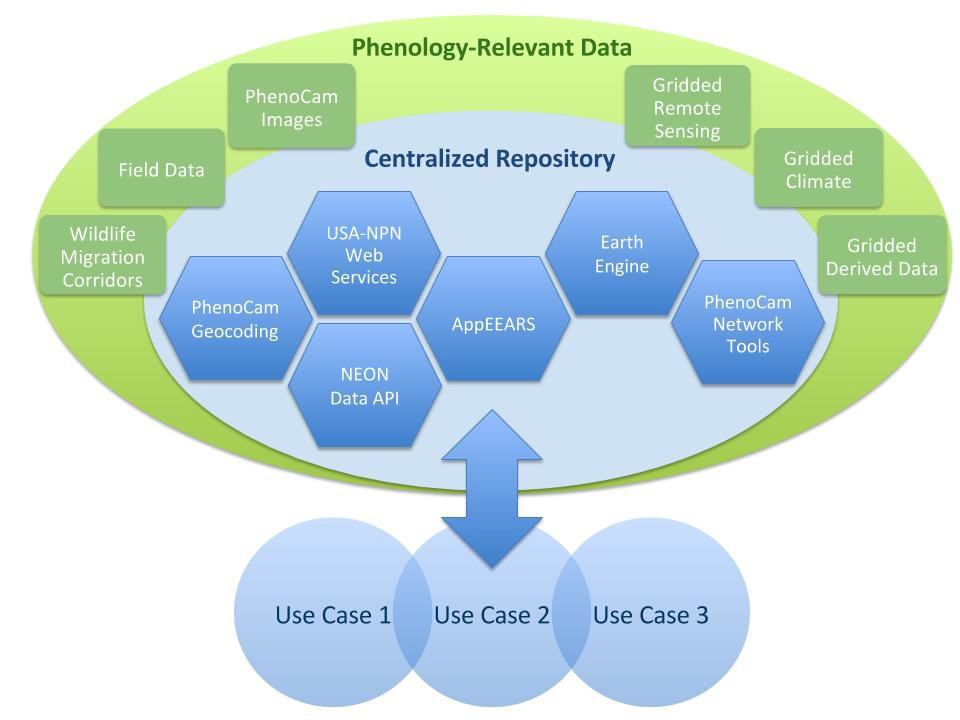 Phenology-Relevant Data
PhenoCam
Images
Gridded
Remote
Sensing
Field Data
Gridded
Climate
Wildlife
Migration
Corridors
Gridded
Derived Data
Centralized Repository
USA-NPN
Web
Services
Earth
Engine
PhenoCam
Geocoding
AppEEARS
PhenoCam
Network
Tools
NEON
Data API
Use Case 1
Use Case 2
Use Case 3